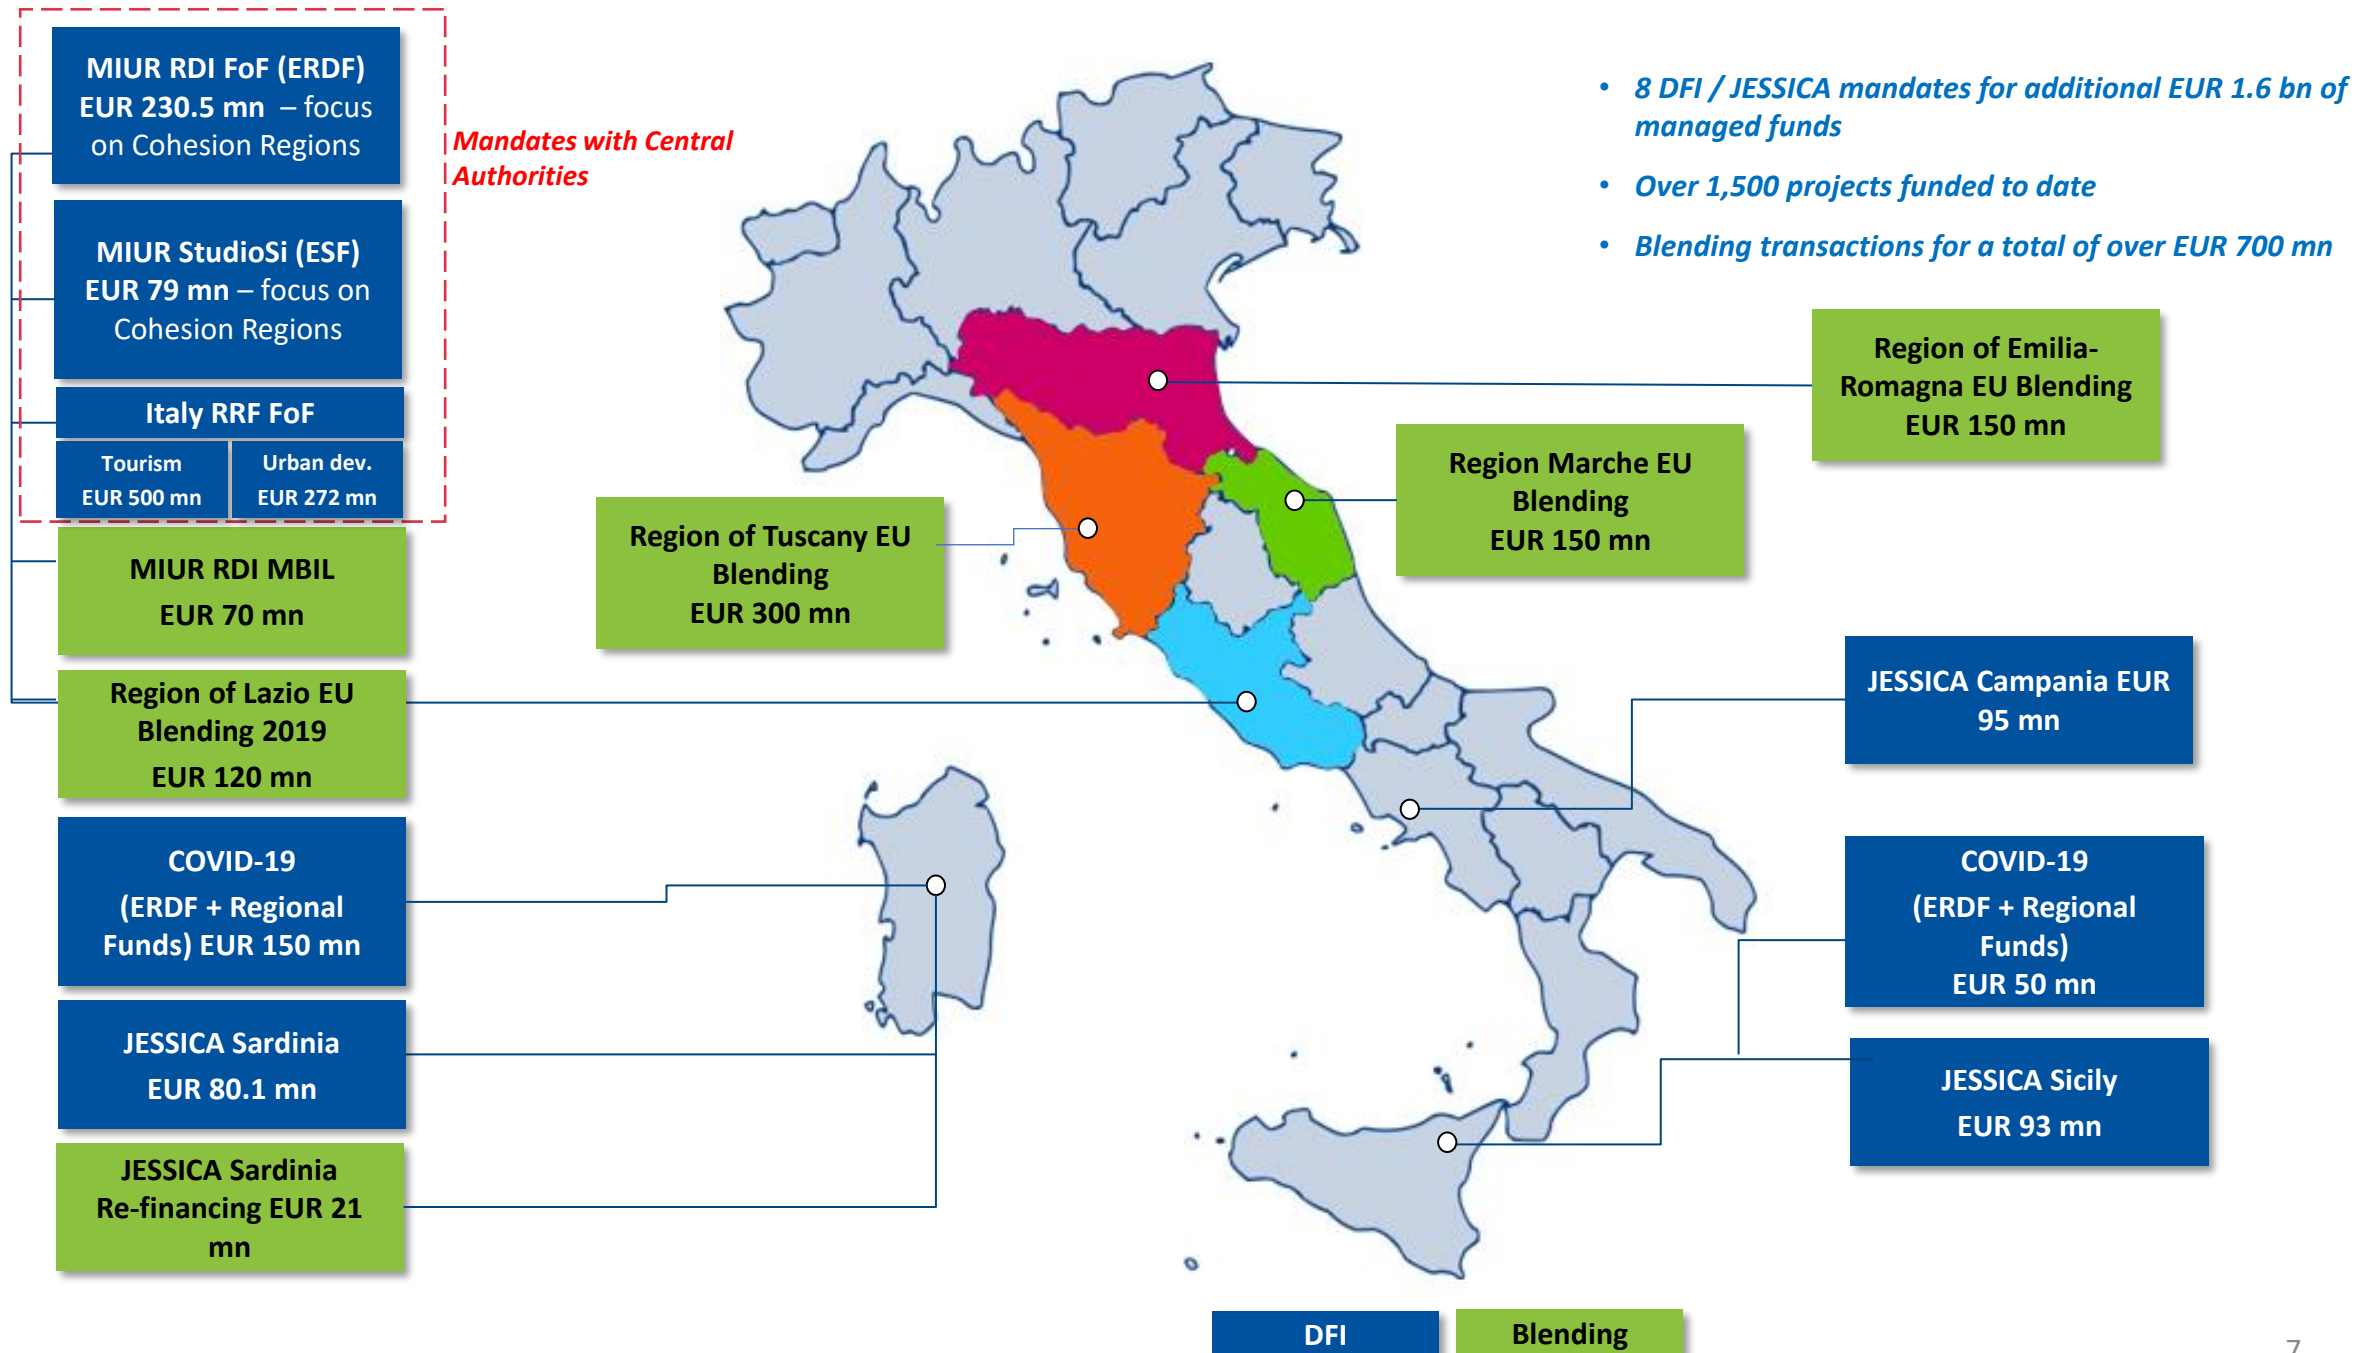 MIUR RDI FoF (ERDF)
EUR 230.5 mn – focus
on Cohesion Regions
MIUR StudioSi (ESF)
EUR 79 mn – focus on
Cohesion Regions
Italy RRF FoF
Tourism
EUR 500 mn
Urban dev.
EUR 272 mn
Mandates with Central
Authorities
MIUR RDI MBIL
EUR 70 mn
Region of Lazio EU
Blending 2019
EUR 120 mn
COVID-19
(ERDF + Regional
Funds) EUR 150 mn
JESSICA Sardinia
EUR 80.1 mn
JESSICA Sardinia
Re-financing EUR 21
mn
Region of Tuscany EU
Blending
EUR 300 mn
• 8 DFI / JESSICA mandates for additional EUR 1.6 bn of
managed funds
• Over 1,500 projects funded to date
• Blending transactions for a total of over EUR 700 mn
Region of Emilia-
Romagna EU Blending
EUR 150 mn
Region Marche EU
Blending
EUR 150 mn
JESSICA Campania EUR
95 mn
COVID-19
(ERDF + Regional
Funds)
EUR 50 mn
JESSICA Sicily
EUR 93 mn
DFI
Blending
7